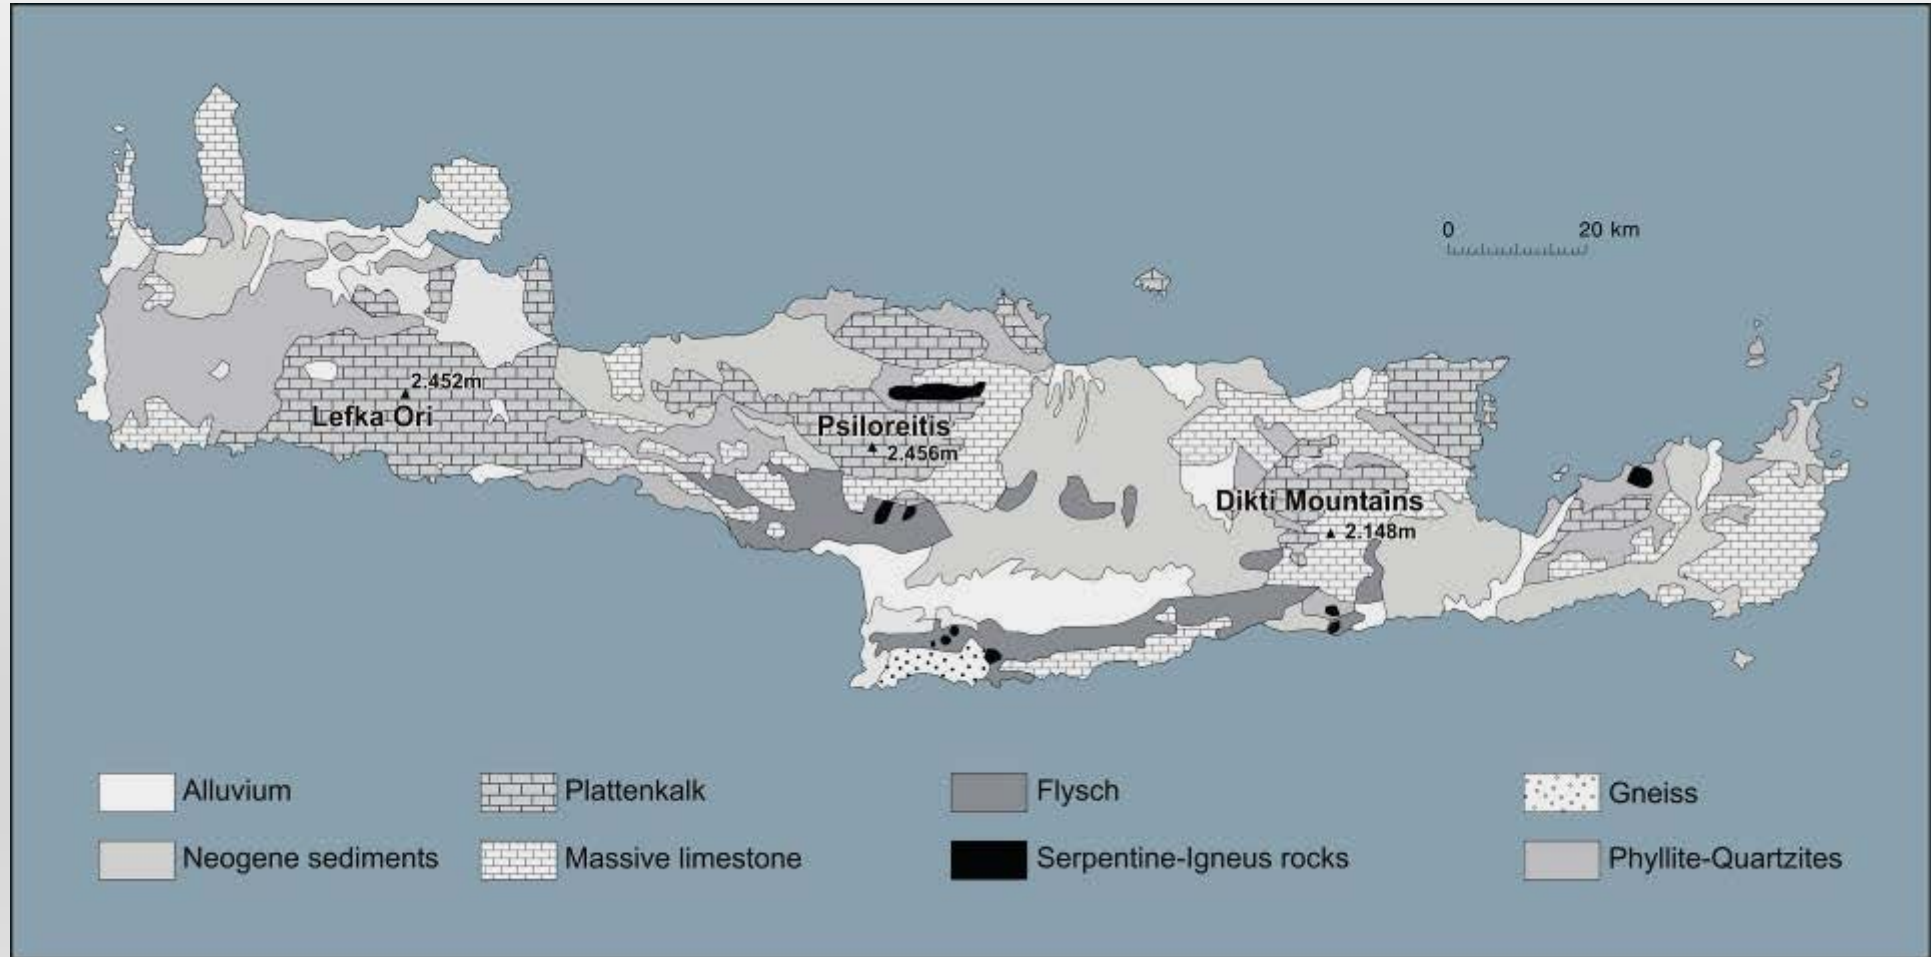 0 20 km
2.452m
Lefka Ori
Psiloreitis
2.456m
Dikti Mountains
2.148m
Alluvium
Plattenkalk
Flysch
Gneiss
Neogene sediments
Massive limestone
Serpentine-Igneus rocks
Phyllite-Quartzites